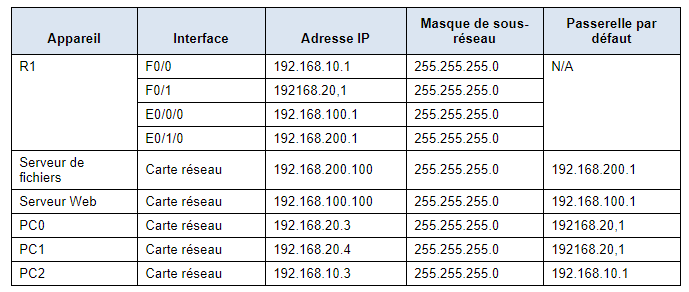 Appareil Interface Adresse IP Masque de sous-réseau Passerelle par défaut
R1 F0/0 192.168.10.1 255.255.255.0 N/A
F0/1 192168.20,1 255.255.255.0
E0/0/0 192.168.100.1 255.255.255.0
E0/1/0 192.168.200.1 255.255.255.0
Serveur de fichiers Carte réseau 192.168.200.100 255.255.255.0 192.168.200.1
Serveur Web Carte réseau 192.168.100.100 255.255.255.0 192.168.100.1
PC0 Carte réseau 192.168.20.3 255.255.255.0 192168.20,1
PC1 Carte réseau 192.168.20.4 255.255.255.0 192168.20,1
PC2 Carte réseau 192.168.10.3 255.255.255.0 192.168.10.1